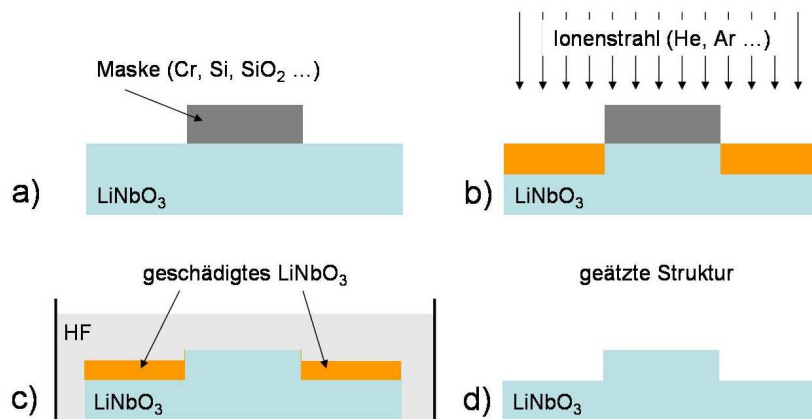 Maske (Cr, Si, SiO₂ ...)
LiNbO₃
a)
Ionenstrahl (He, Ar ...)
LiNbO₃
b)
geschädigtes LiNbO₃
HF
LiNbO₃
c)
geätzte Struktur
LiNbO₃
d)